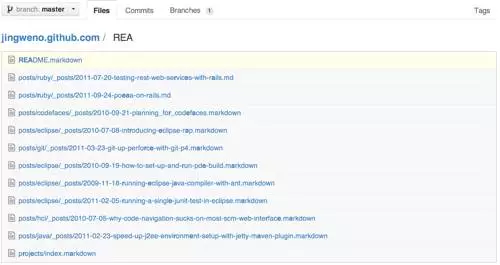 branch: master
Files
Commits
Branches 1
Tags
jingweno.github.com / REA
README.markdown
posts/ruby/_posts/2011-07-20-testing-rest-web-services-with-rails.md
posts/ruby/_posts/2011-09-24-poeaa-on-rails.md
posts/codefaces/_posts/2010-09-21-planning_for_codefaces.markdown
posts/eclipse/_posts/2010-07-08-introducing-eclipse-rap.markdown
posts/git/_posts/2011-03-23-git-up-perforce-with-git-p4.markdown
posts/eclipse/_posts/2010-09-19-how-to-set-up-and-run-pde-build.markdown
posts/eclipse/_posts/2009-11-18-running-eclipse-java-compiler-with-ant.markdown
posts/eclipse/_posts/2011-02-05-running-a-single-junit-test-in-eclipse.markdown
posts/hci/_posts/2010-07-05-why-code-navigation-sucks-on-most-scm-web-interface.markdown
posts/java/_posts/2011-02-23-speed-up-j2ee-environment-setup-with-jetty-maven-plugin.markdown
projects/index.markdown